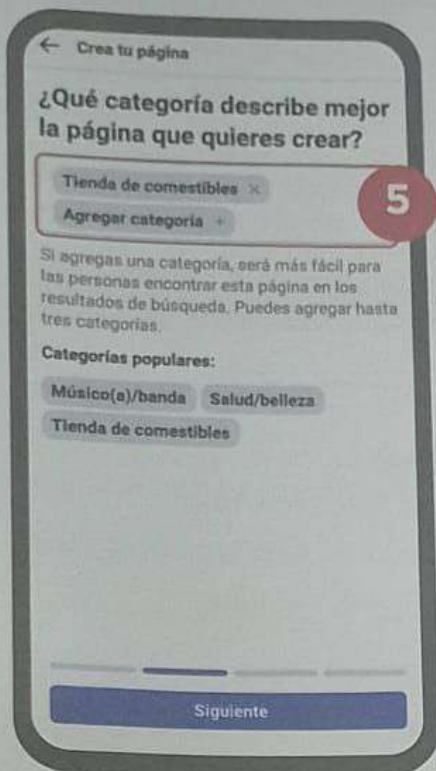 ← Crea tu página
¿Qué categoría describe mejor
la página que quieres crear?
Tienda de comestibles ×
Agregar categoría +
5
Si agregas una categoría, será más fácil para
las personas encontrar esta página en los
resultados de búsqueda. Puedes agregar hasta
tres categorías.
Categorías populares:
Músico(a)/banda Salud/belleza
Tienda de comestibles
Siguiente